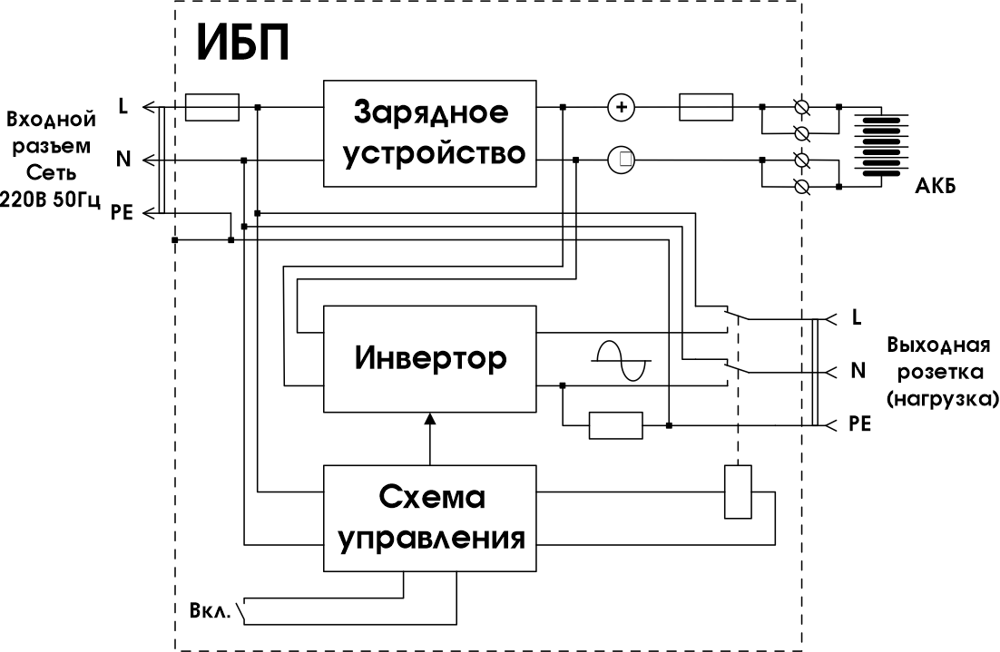 ИБП
L
N
PE
Входной
разъем
Сеть
220В 50Гц
Зарядное
устройство
+
АКБ
Инвертор
L
N
PE
Выходная
розетка
(нагрузка)
Схема
управления
Вкл.